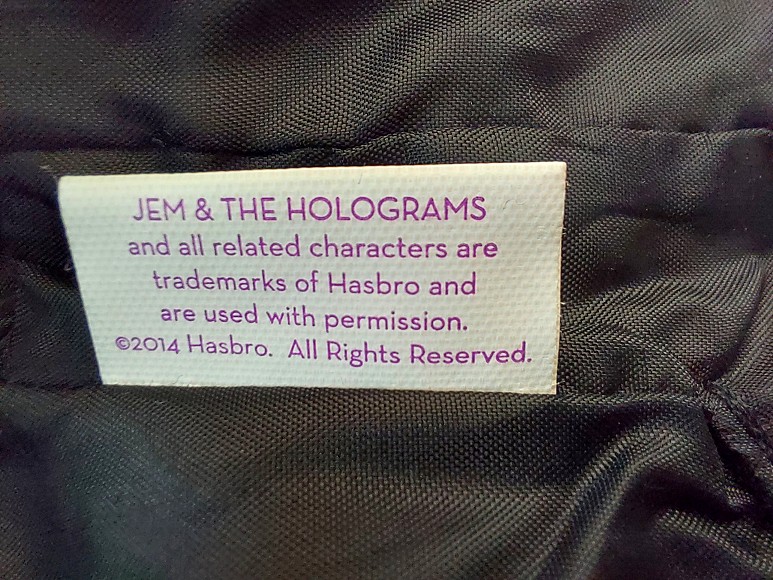 JEM & THE HOLOGRAMS
and all related characters are
trademarks of Hasbro and
are used with permission.
©2014 Hasbro. All Rights Reserved.